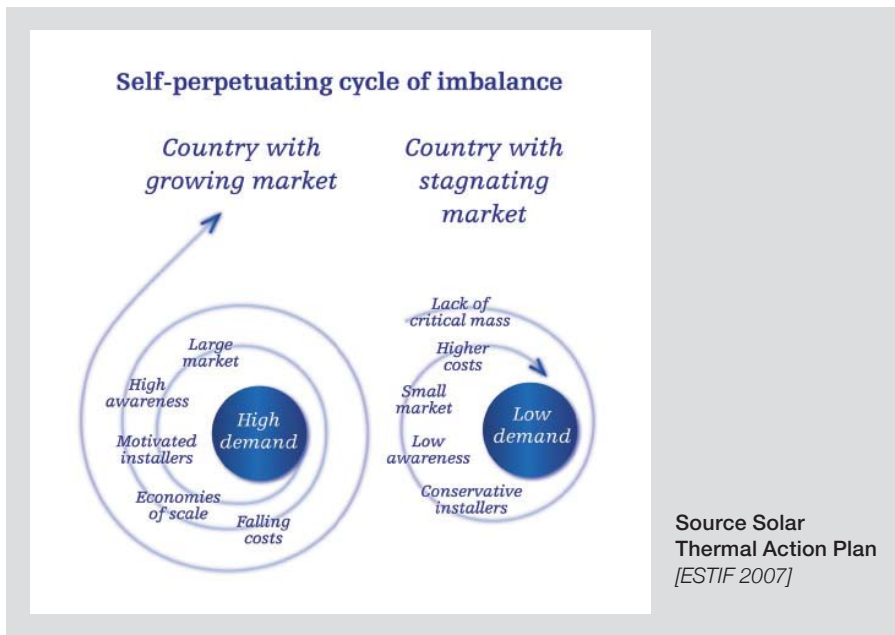 Self-perpetuating cycle of imbalance
Country with
growing market
Country with
stagnating
market
Large
market
High
awareness
Motivated
installers
Economies
of scale
Falling
costs
High
demand
Lack of
critical mass
Higher
costs
Small
market
Low
awareness
Conservative
installers
Low
demand
Source Solar
Thermal Action Plan
[ESTIF 2007]